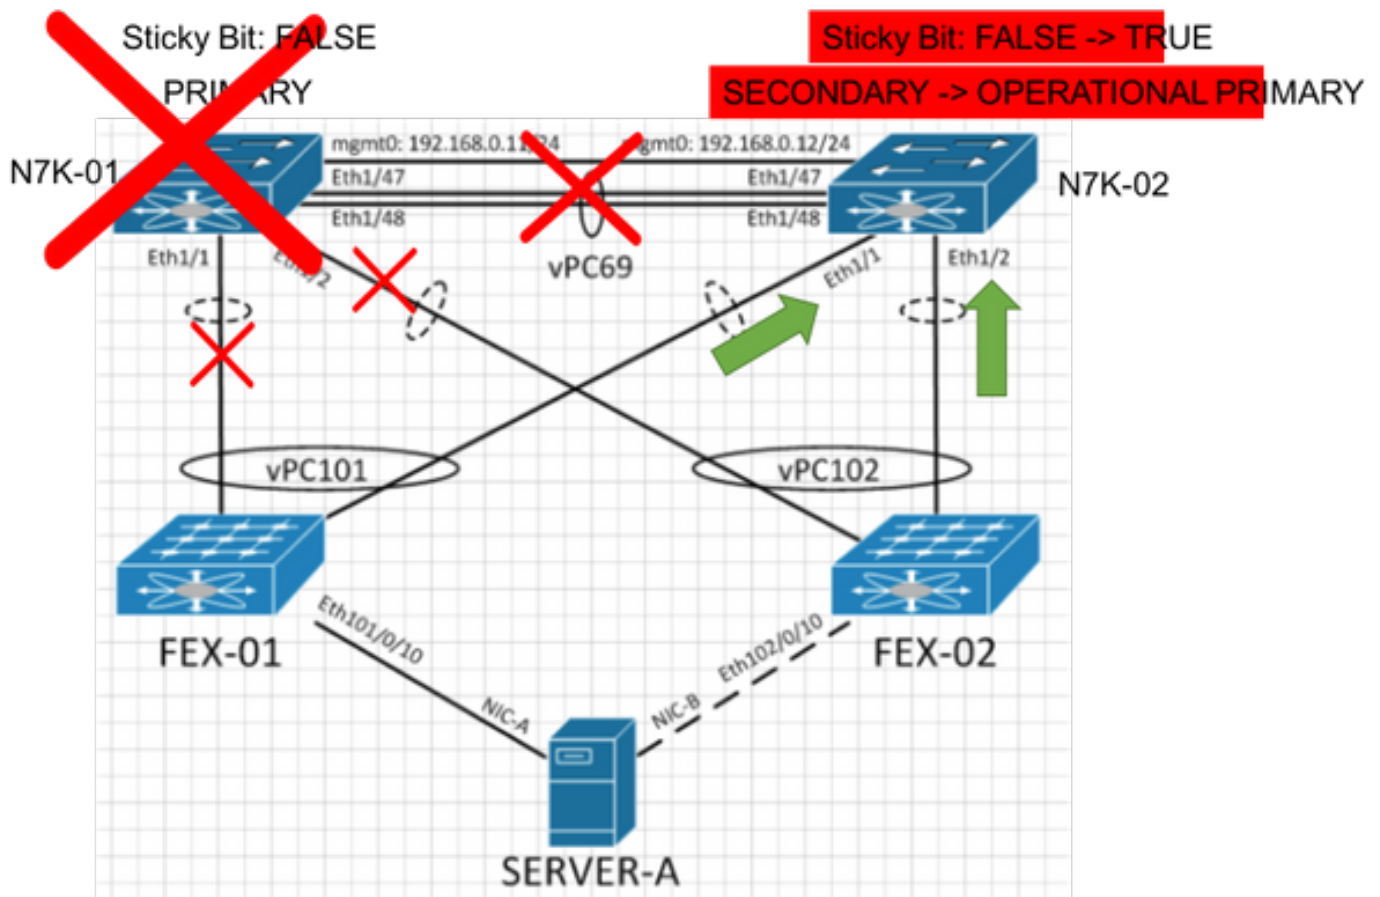 Sticky Bit: FALSE
Sticky Bit: FALSE -> TRUE
PRIMARY
SECONDARY -> OPERATIONAL PRIMARY
mgmt0: 192.168.0.11/24
mgmt0: 192.168.0.12/24
N7K-01
Eth1/47
Eth1/47
N7K-02
Eth1/48
Eth1/48
Eth1/1
Eth1/2
vPC69
Eth1/1
Eth1/2
vPC101
vPC102
FEX-01
Eth101/0/10
Eth102/0/10
FEX-02
NIC-A
NIC-B
SERVER-A